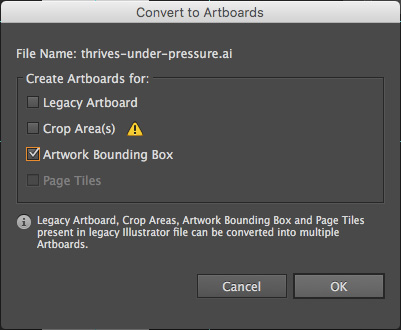 Convert to Artboards
File Name: thrives-under-pressure.ai
Create Artboards for:
Legacy Artboard
Crop Area(s)
Artwork Bounding Box
Page Tiles
Legacy Artboard, Crop Areas, Artwork Bounding Box and Page Tiles
present in legacy Illustrator file can be converted into multiple
Artboards.
Cancel
OK